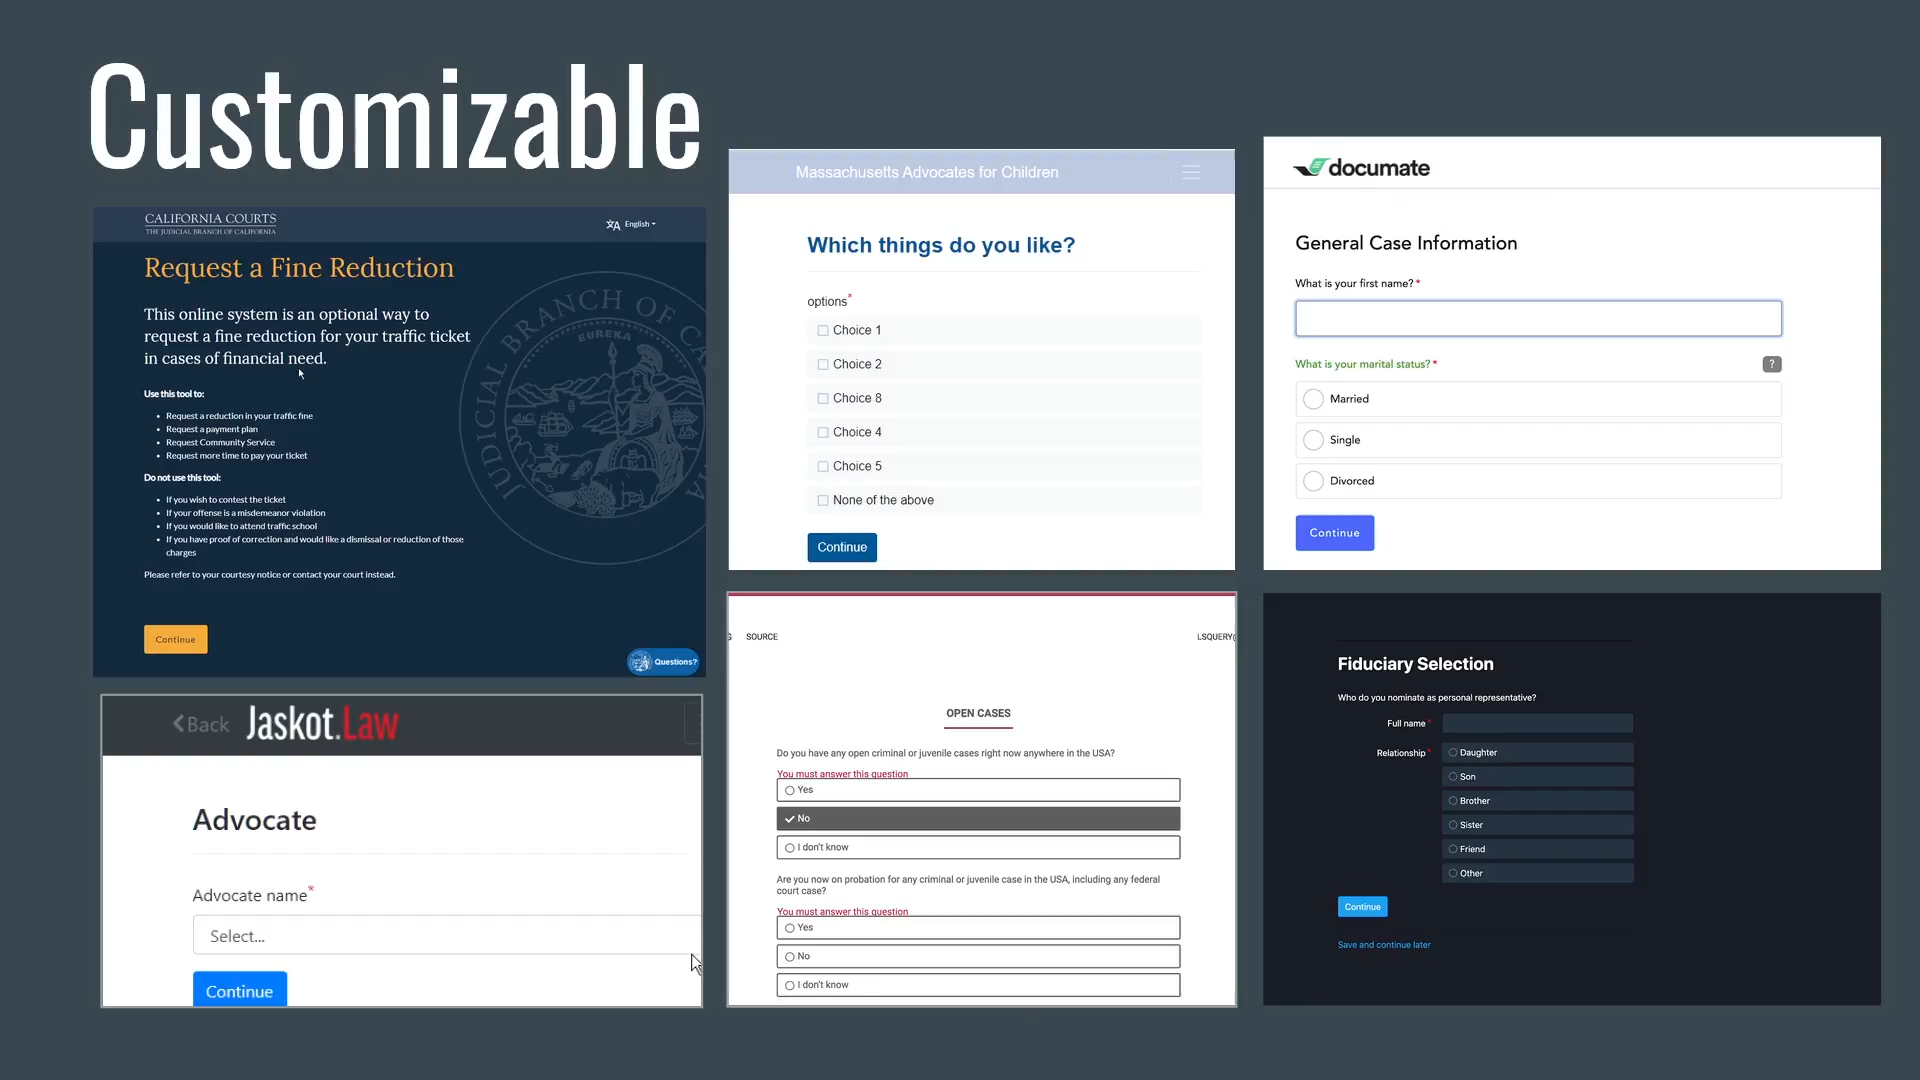 Customizable
CALIFORNIA COURTS
THE JUDICIAL BRANCH OF CALIFORNIA
English
Request a Fine Reduction
This online system is an optional way to
request a fine reduction for your traffic ticket
in cases of financial need.
Use this tool to:
• Request a reduction in your traffic fine
• Request a payment plan
• Request Community Service
• Request more time to pay your ticket
Do not use this tool:
• If you wish to contest the ticket
• If your offense is a misdemeanor violation
• If you would like to attend traffic school
• If you have proof of correction and would like a dismissal or reduction of those
charges
Please refer to your courtesy notice or contact your court instead.
Continue
Questions?
JUDICIAL BRANCH OF CA
EUREKA
Massachusetts Advocates for Children
Which things do you like?
options*
Choice 1
Choice 2
Choice 8
Choice 4
Choice 5
None of the above
Continue
documate
General Case Information
What is your first name? *
What is your marital status? *
?
Married
Single
Divorced
Continue
Back Jaskot.Law
Advocate
Advocate name*
Select...
Continue
SOURCE
LSQUERY@
OPEN CASES
Do you have any open criminal or juvenile cases right now anywhere in the USA?
You must answer this question
Yes
No
I don't know
Are you now on probation for any criminal or juvenile case in the USA, including any federal
court case?
You must answer this question
Yes
No
I don't know
Fiduciary Selection
Who do you nominate as personal representative?
Full name *
Relationship *
Daughter
Son
Brother
Sister
Friend
Other
Continue
Save and continue later